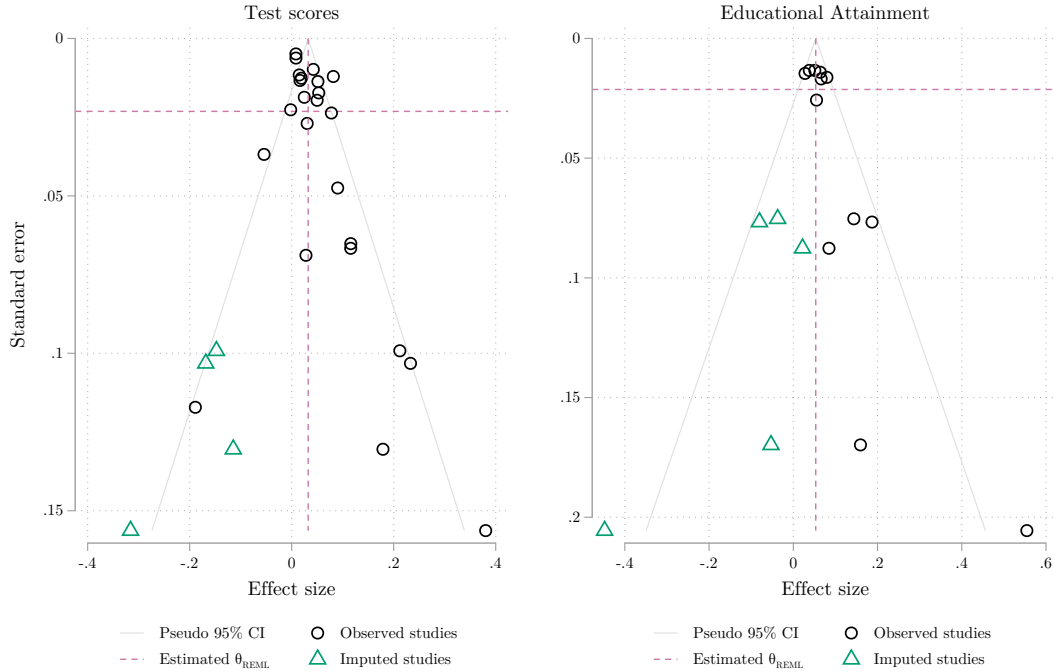 Test scores
Standard error
0
.05
.1
.15
-.4
-.2
0
.2
.4
Effect size
Pseudo 95% CI
Observed studies
Estimated θREML
Imputed studies
Educational Attainment
0
.05
.1
.15
.2
-.4
-.2
0
.2
.4
.6
Effect size
Pseudo 95% CI
Observed studies
Estimated θREML
Imputed studies